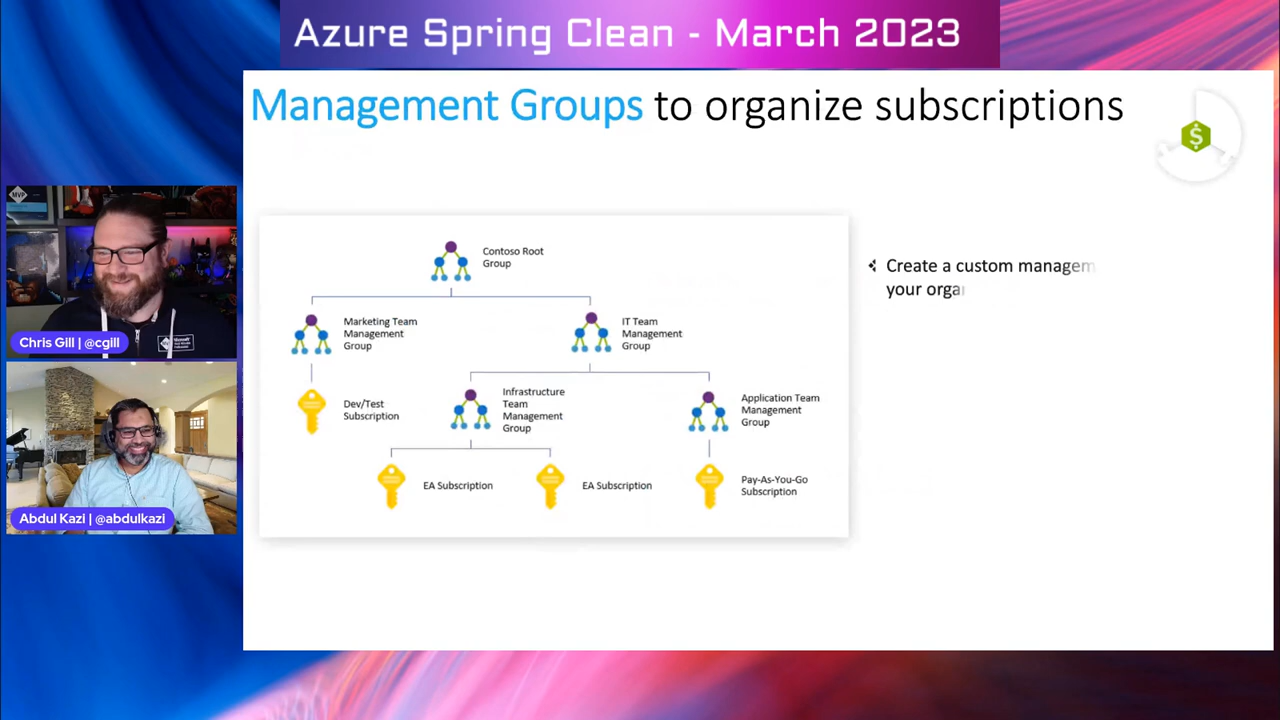 Azure Spring Clean - March 2023
Management Groups to organize subscriptions
$
Contoso Root
Group
Marketing Team
Management
Group
IT Team
Management
Group
Dev/Test
Subscription
Infrastructure
Team
Management
Group
Application Team
Management
Group
EA Subscription
EA Subscription
Pay-As-You-Go
Subscription
Create a custom managem
your orga
MVP
Chris Gill | @cgill
Microsoft
Abdul Kazi | @abdulkazi